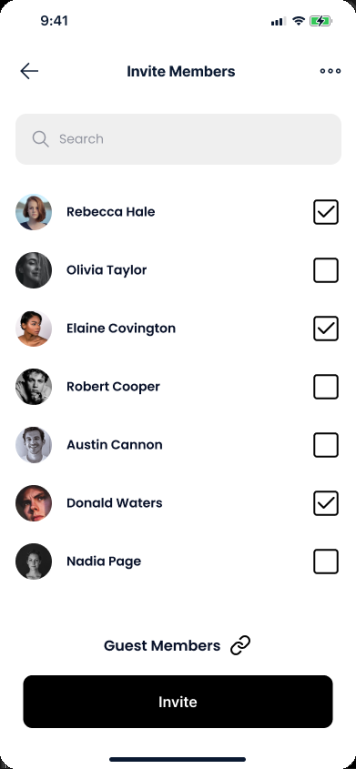 9:41
Invite Members
Search
Rebecca Hale
Olivia Taylor
Elaine Covington
Robert Cooper
Austin Cannon
Donald Waters
Nadia Page
Guest Members
Invite